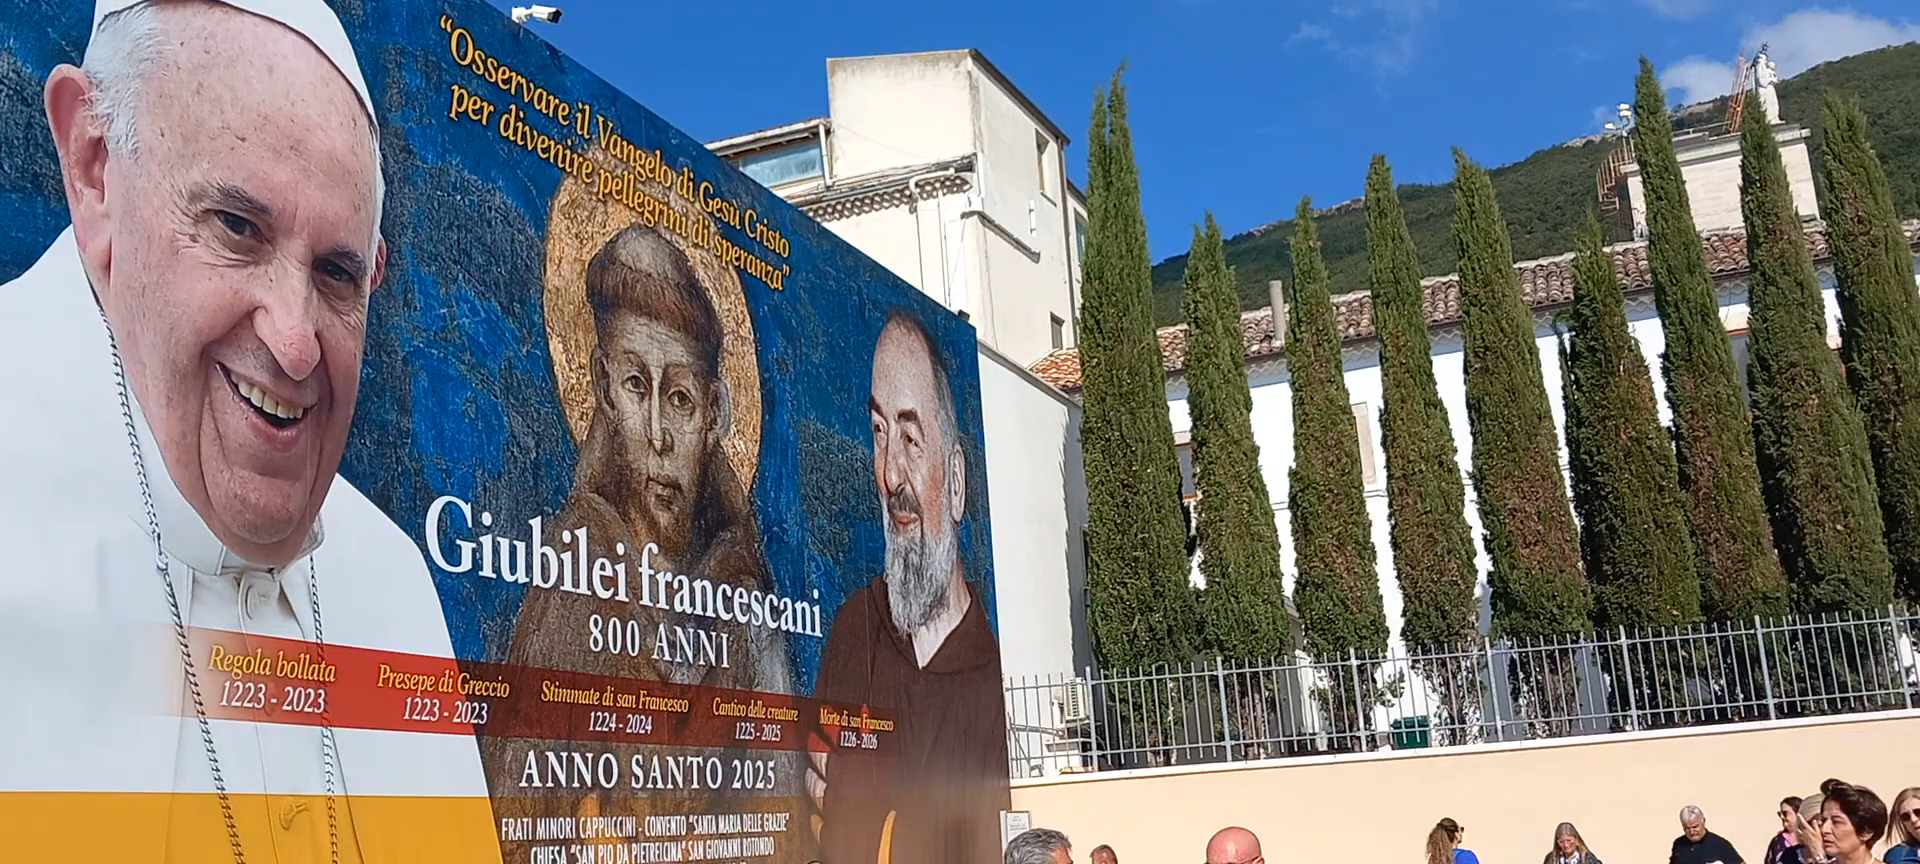 “Osservare il Vangelo di Gesù Cristo
per divenire pellegrini di speranza”
Giubilei francescani
800 ANNI
Regola bollata
1223 - 2023
Presepe di Greccio
1223 - 2023
Stimmate di san Francesco
1224 - 2024
Cantico delle creature
1225 - 2025
Morte di san Francesco
1226 - 2026
ANNO SANTO 2025
FRATI MINORI CAPPUCCINI - CONVENTO “SANTA MARIA DELLE GRAZIE”
CHIESA “SAN PIO DA PIETRELCINA” SAN GIOVANNI ROTONDO